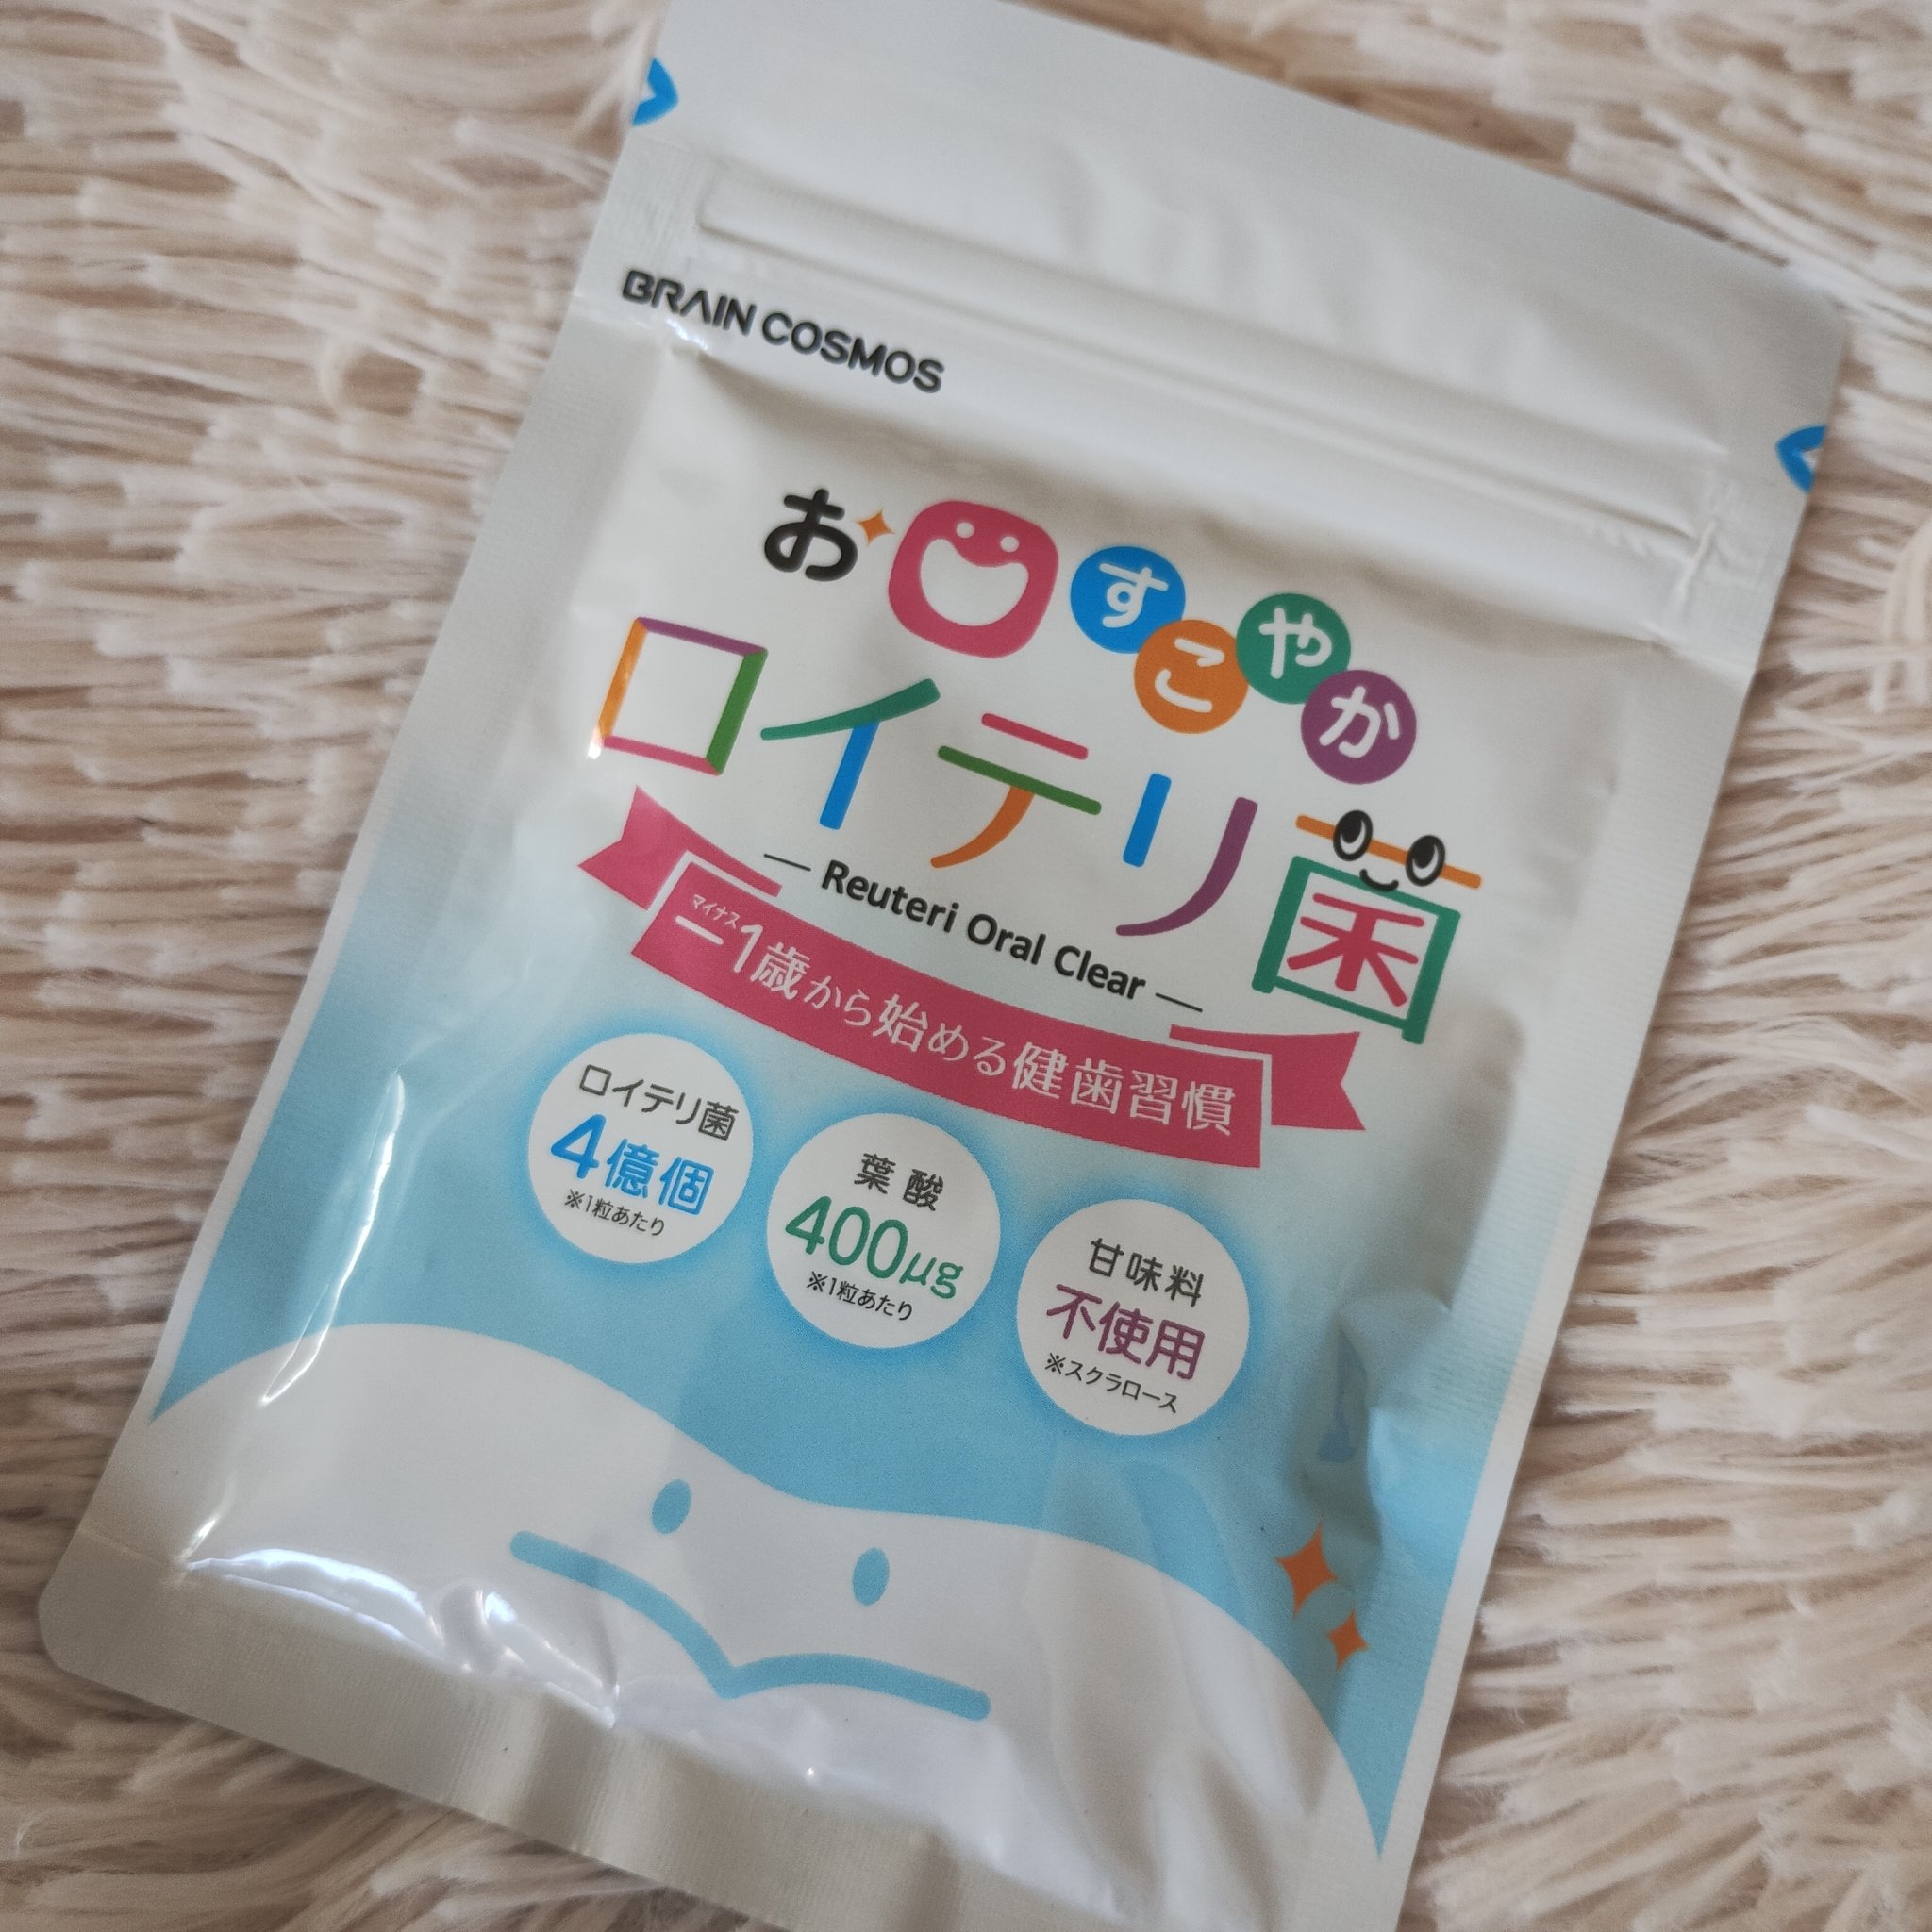 BRAIN COSMOS
お口すこやか
ロイテリ菌
Reuteri Oral Clear
マイナス
−1歳から始める健歯習慣
ロイテリ菌
4億個
※1粒あたり
葉酸
400μg
※1粒あたり
甘味料
不使用
※スクラロース